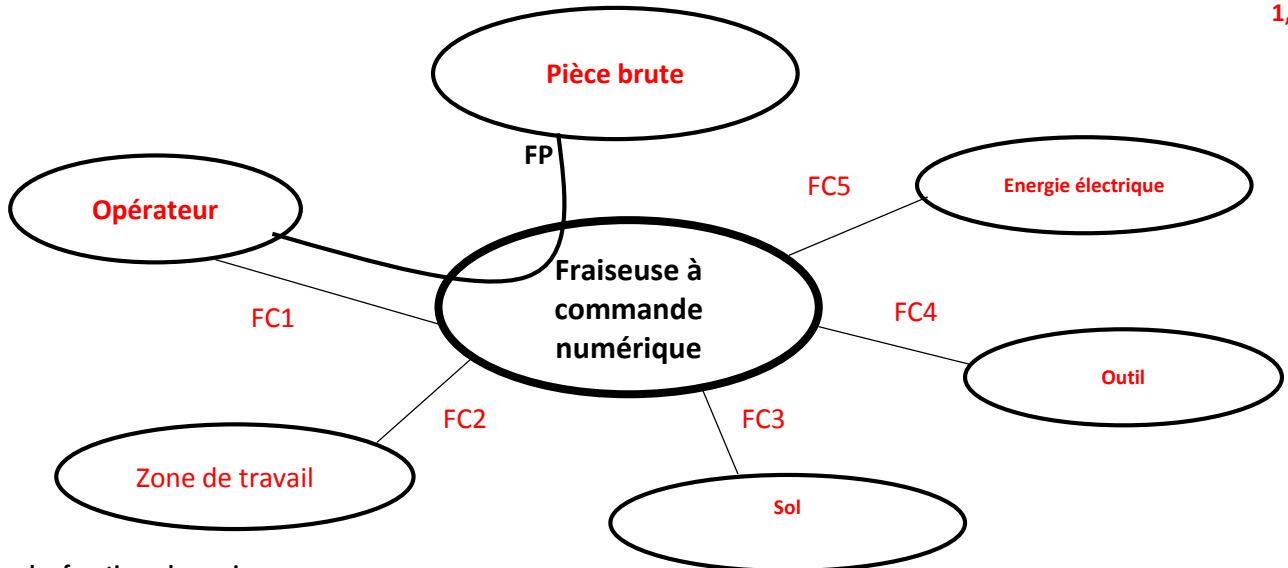 1,
Pièce brute
FP
Opérateur
FC5
Energie électrique
Fraiseuse à
commande
numérique
FC1
FC4
Outil
FC2
FC3
Zone de travail
Sol